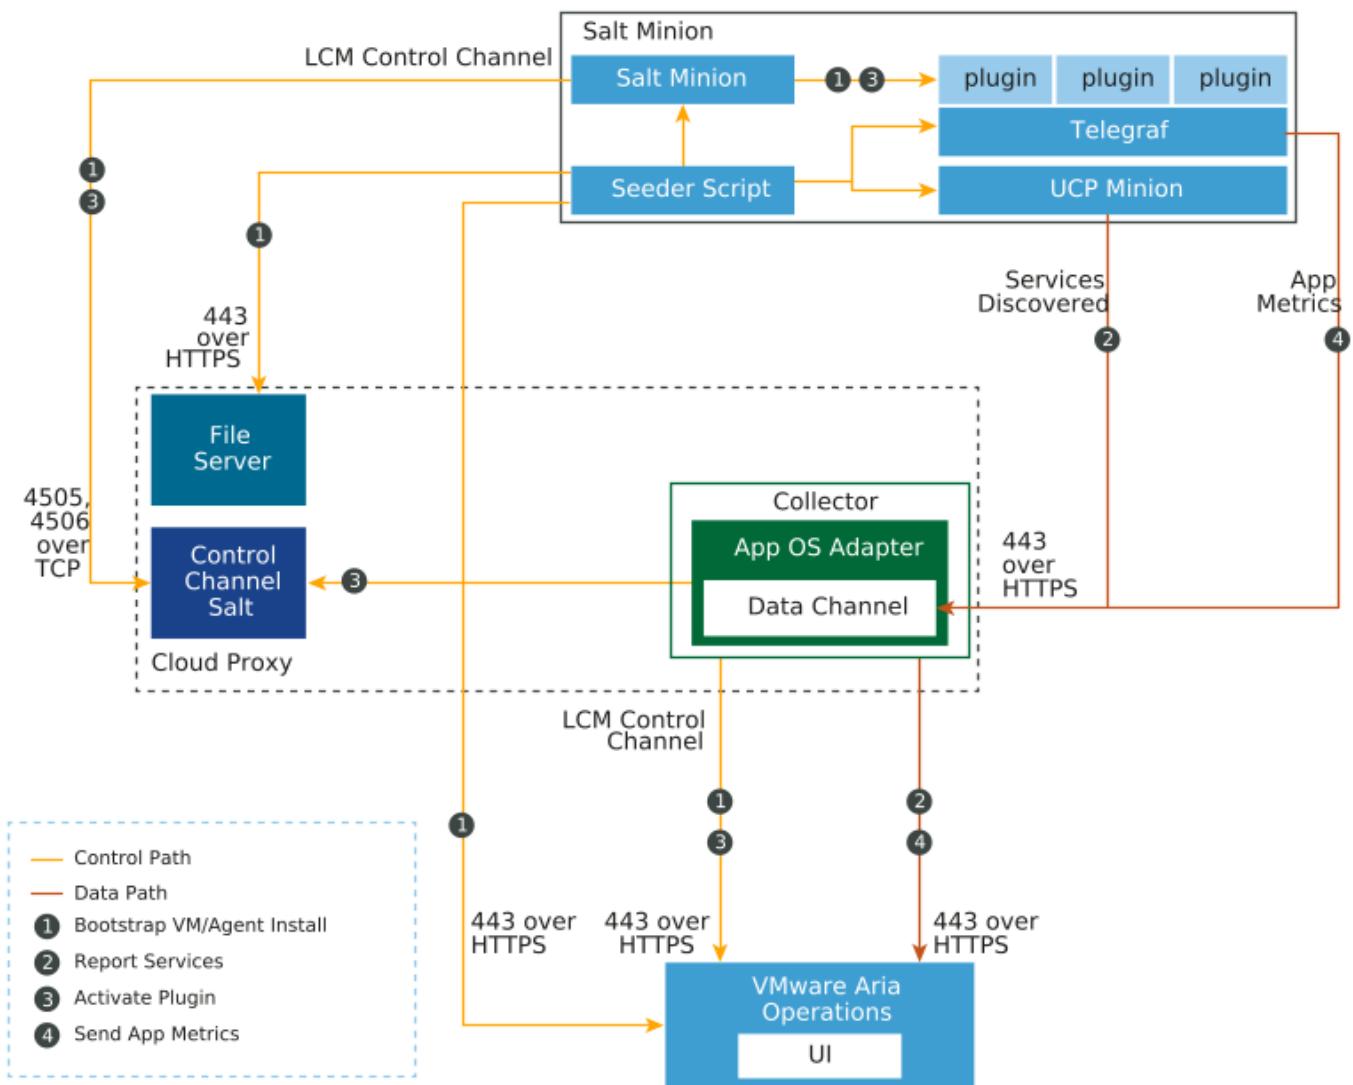 Salt Minion
LCM Control Channel
Salt Minion
1 3
plugin
plugin
plugin
Telegraf
Seeder Script
UCP Minion
1
3
1
Services
Discovered
App
Metrics
2
4
443
over
HTTPS
File
Server
4505,
4506
over
TCP
Control
Channel
Salt
Cloud Proxy
3
Collector
App OS Adapter
Data Channel
443
over
HTTPS
LCM Control
Channel
1
3
2
4
1
443 over
HTTPS
443 over
HTTPS
443 over
HTTPS
VMware Aria
Operations
UI
Control Path
Data Path
1 Bootstrap VM/Agent Install
2 Report Services
3 Activate Plugin
4 Send App Metrics